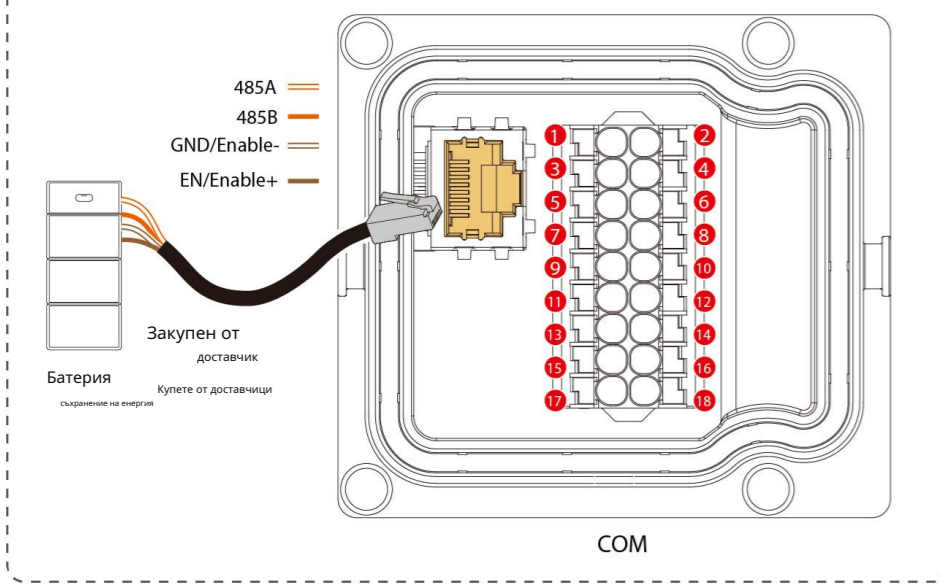 485A
485B
GND/Enable-
EN/Enable+
1 2
3 4
5 6
7 8
9 10
11 12
13 14
15 16
17 18
Закупен от
доставчик
Батерия
Купете от доставчици
съхранение на енергия
COM